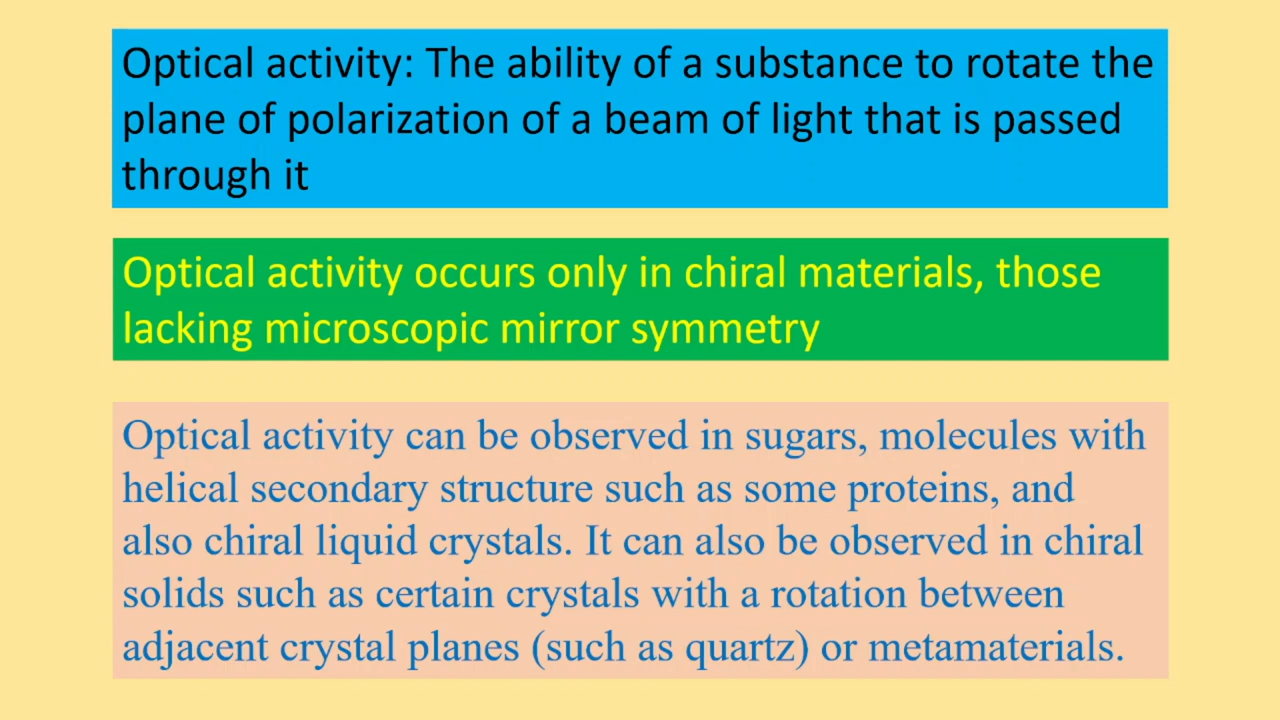 Optical activity: The ability of a substance to rotate the
plane of polarization of a beam of light that is passed
through it
Optical activity occurs only in chiral materials, those
lacking microscopic mirror symmetry
Optical activity can be observed in sugars, molecules with
helical secondary structure such as some proteins, and
also chiral liquid crystals. It can also be observed in chiral
solids such as certain crystals with a rotation between
adjacent crystal planes (such as quartz) or metamaterials.